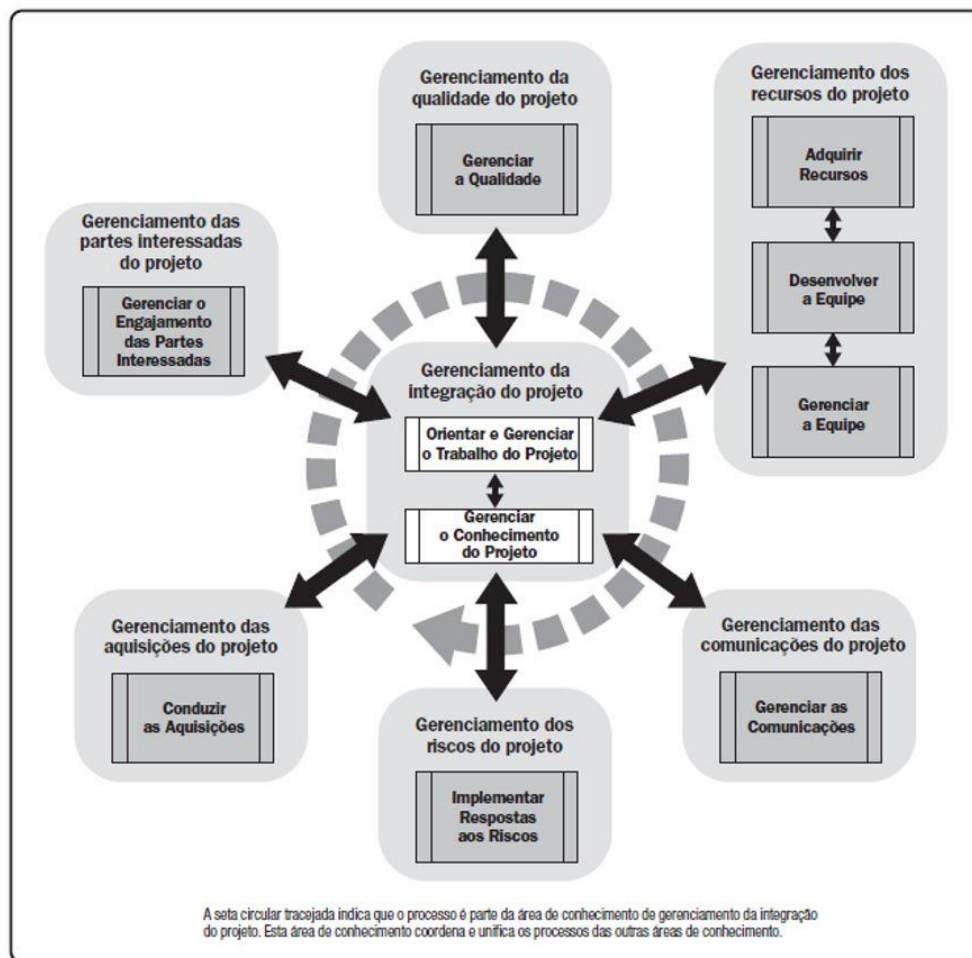 Gerenciamento da
qualidade do projeto
Gerenciar
a Qualidade
Gerenciamento dos
recursos do projeto
Adquirir
Recursos
Desenvolver
a Equipe
Gerenciar
a Equipe
Gerenciamento das
partes interessadas
do projeto
Gerenciar o
Engajamento
das Partes
Interessadas
Gerenciamento da
integração do projeto
Orientar e Gerenciar
o Trabalho do Projeto
Gerenciar
o Conhecimento
do Projeto
Gerenciamento das
aquisições do projeto
Conduzir
as Aquisições
Gerenciamento dos
riscos do projeto
Implementar
Respostas
aos Riscos
Gerenciamento das
comunicações do projeto
Gerenciar as
Comunicações
A seta circular tracejada indica que o processo é parte da área de conhecimento de gerenciamento da integração
do projeto. Esta área de conhecimento coordena e unifica os processos das outras áreas de conhecimento.